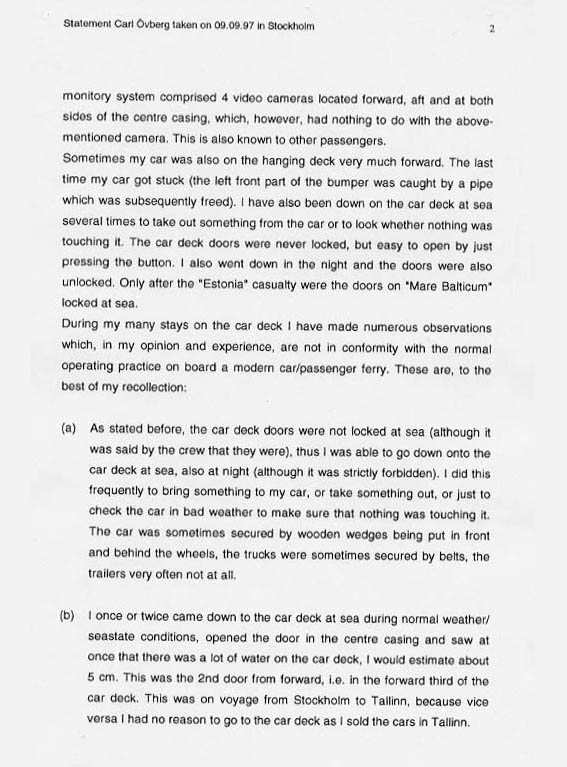 Statement Carl Övberg taken on 09.09.97 in Stockholm
2
monitory system comprised 4 video cameras located forward, aft and at both
sides of the centre casing, which, however, had nothing to do with the above-
mentioned camera. This is also known to other passengers.
Sometimes my car was also on the hanging deck very much forward. The last
time my car got stuck (the left front part of the bumper was caught by a pipe
which was subsequently freed). I have also been down on the car deck at sea
several times to take out something from the car or to look whether nothing was
touching it. The car deck doors were never locked, but easy to open by just
pressing the button. I also went down in the night and the doors were also
unlocked. Only after the "Estonia" casualty were the doors on "Mare Balticum"
locked at sea.
During my many stays on the car deck I have made numerous observations
which, in my opinion and experience, are not in conformity with the normal
operating practice on board a modern car/passenger ferry. These are, to the
best of my recollection:
(a) As stated before, the car deck doors were not locked at sea (although it
was said by the crew that they were), thus I was able to go down onto the
car deck at sea, also at night (although it was strictly forbidden). I did this
frequently to bring something to my car, or take something out, or just to
check the car in bad weather to make sure that nothing was touching it.
The car was sometimes secured by wooden wedges being put in front
and behind the wheels, the trucks were sometimes secured by belts, the
trailers very often not at all.
(b) I once or twice came down to the car deck at sea during normal weather/
seastate conditions, opened the door in the centre casing and saw at
once that there was a lot of water on the car deck, I would estimate about
5 cm. This was the 2nd door from forward, i.e. in the forward third of the
car deck. This was on voyage from Stockholm to Tallinn, because vice
versa I had no reason to go to the car deck as I sold the cars in Tallinn.